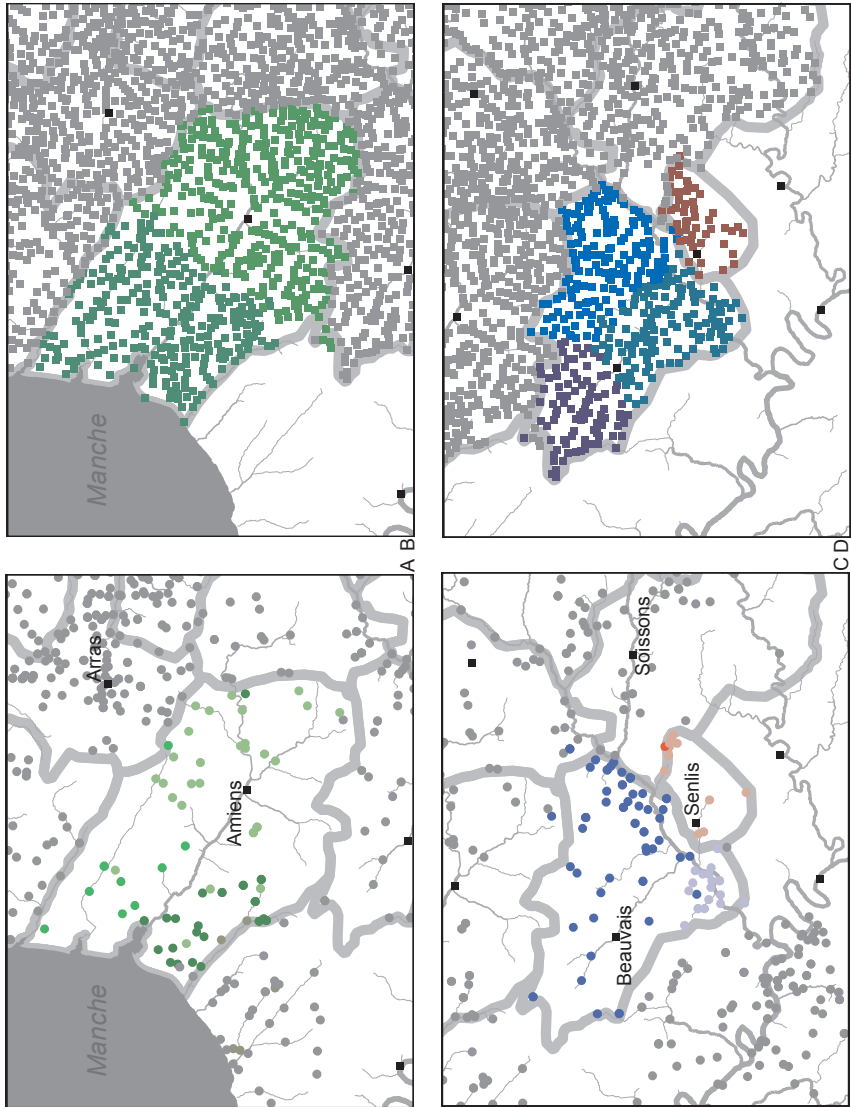 Manche
Arras
Amiens
A
Manche
B
Soissons
Senlis
Beauvais
C
D